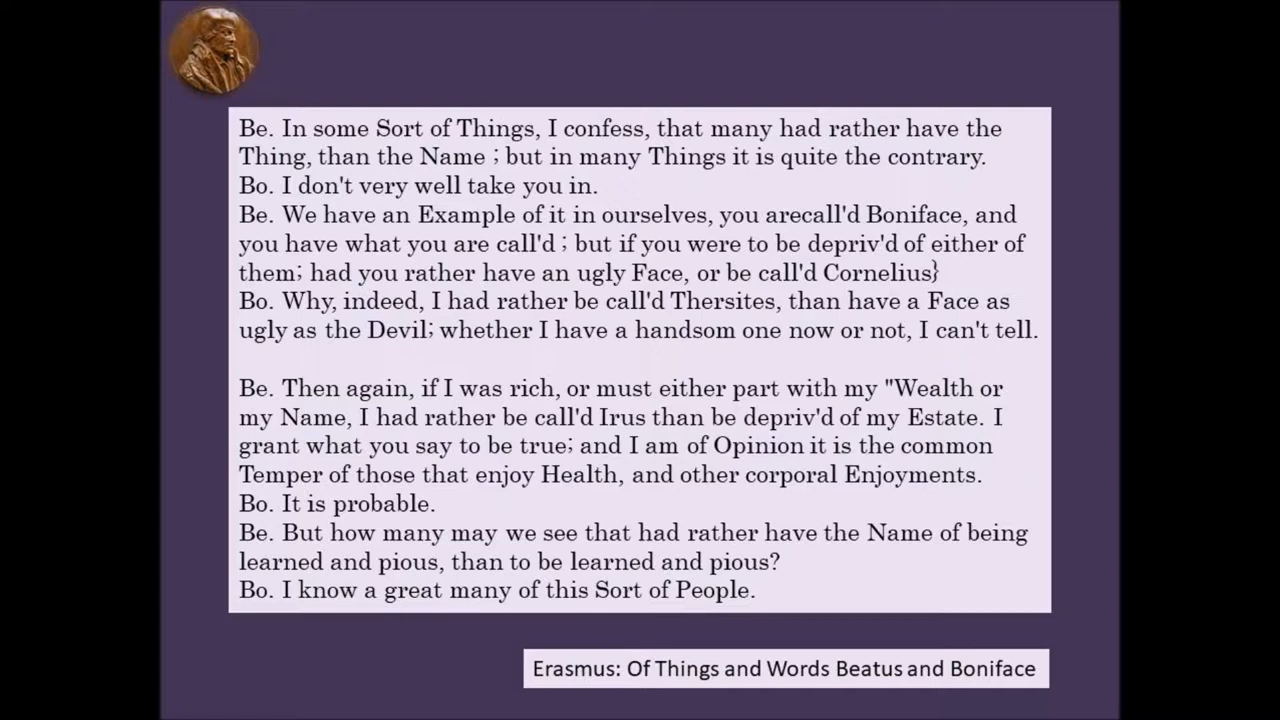 Be. In some Sort of Things, I confess, that many had rather have the
Thing, than the Name ; but in many Things it is quite the contrary.
Bo. I don't very well take you in.
Be. We have an Example of it in ourselves, you arecall'd Boniface, and
you have what you are call'd ; but if you were to be depriv'd of either of
them; had you rather have an ugly Face, or be call'd Cornelius}
Bo. Why, indeed, I had rather be call'd Thersites, than have a Face as
ugly as the Devil; whether I have a handsom one now or not, I can't tell.
Be. Then again, if I was rich, or must either part with my "Wealth or
my Name, I had rather be call'd Irus than be depriv'd of my Estate. I
grant what you say to be true; and I am of Opinion it is the common
Temper of those that enjoy Health, and other corporal Enjoyments.
Bo. It is probable.
Be. But how many may we see that had rather have the Name of being
learned and pious, than to be learned and pious?
Bo. I know a great many of this Sort of People.
Erasmus: Of Things and Words Beatus and Boniface